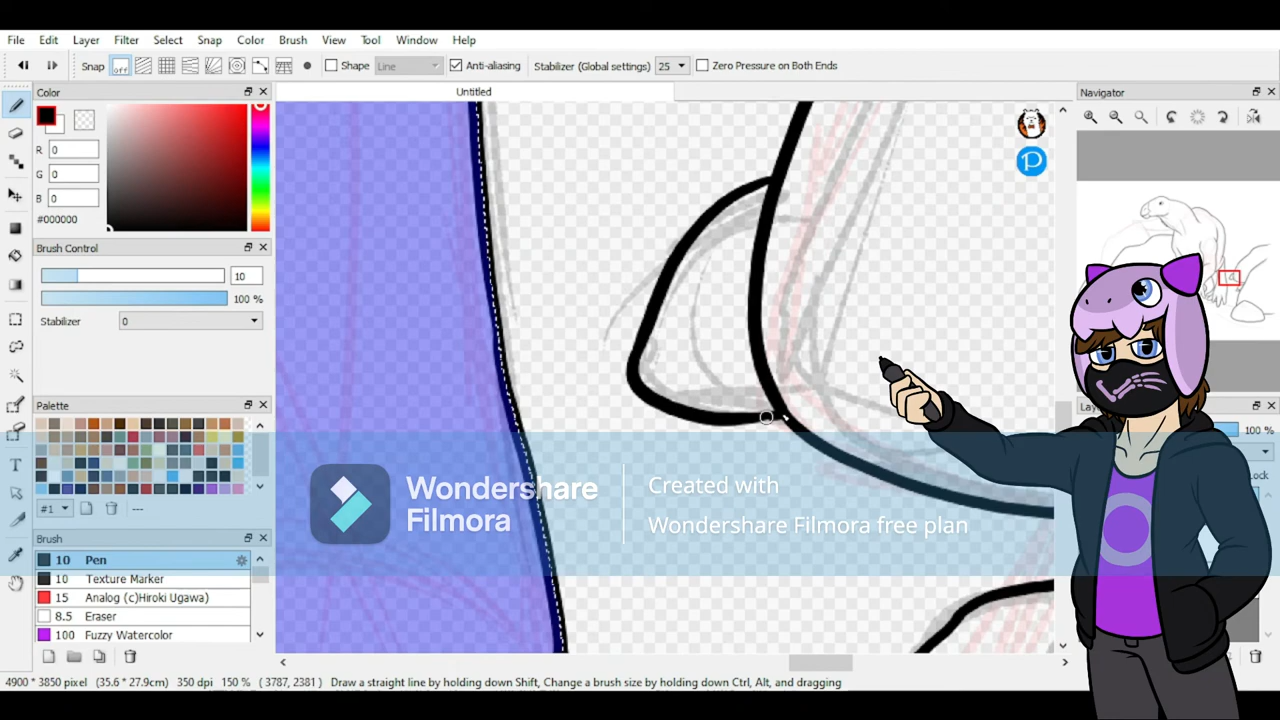 File Edit Layer Filter Select Snap Color Brush View Tool Window Help
Snap off Shape Line Anti-aliasing Stabilizer (Global settings) 25 Zero Pressure on Both Ends
Color
Untitled
Navigator
R 0
G 0
B 0
#000000
Brush Control
10
100 %
Stabilizer 0
Palette
#1 ---
Brush
10 Pen
10 Texture Marker
15 Analog (c)Hiroki Ugawa)
8.5 Eraser
100 Fuzzy Watercolor
100 %
Wondershare
Filmora
Created with
Wondershare Filmora free plan
4900 * 3850 pixel (35.6 * 27.9cm) 350 dpi 150 % ( 3787, 2381 ) Draw a straight line by holding down Shift, Change a brush size by holding down Ctrl, Alt, and dragging